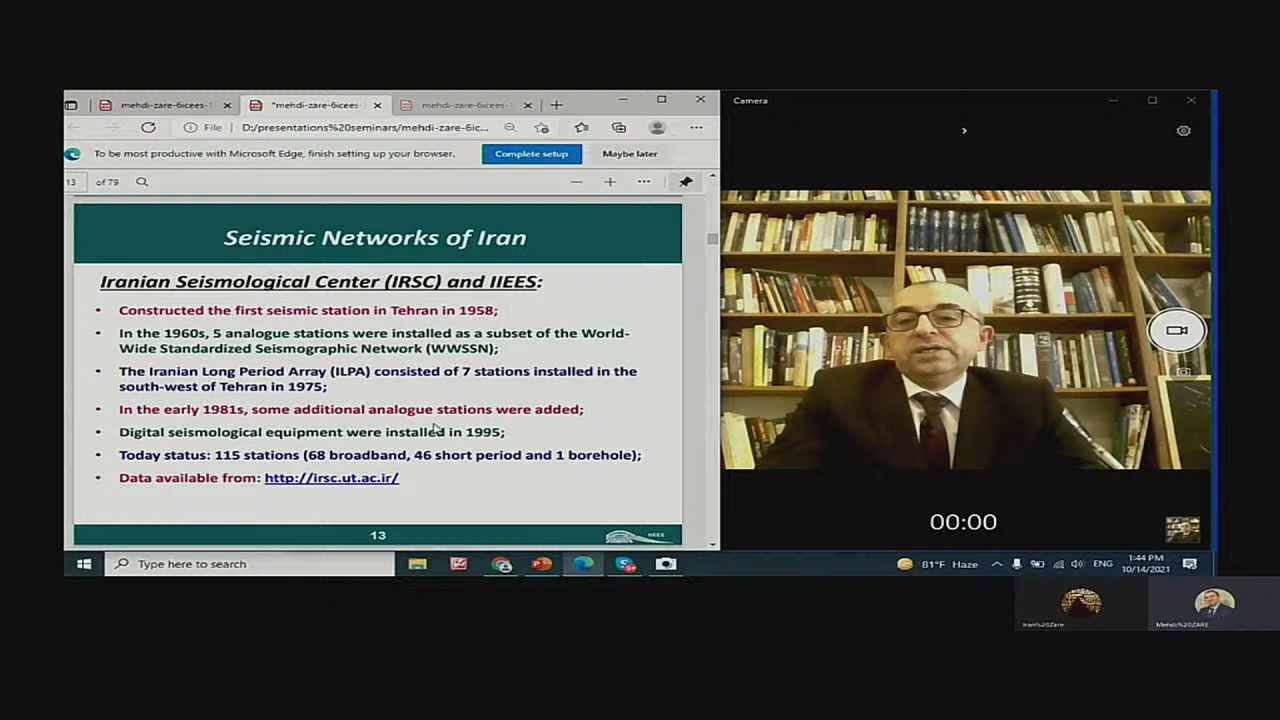 mehdi-zare-6icees-1
*mehdi-zare-6icees-
mehdi-zare-6icees-1
File D:/presentations%20seminars/mehdi-zare-6ic...
To be most productive with Microsoft Edge, finish setting up your browser.
Complete setup
Maybe later
13 of 79
Seismic Networks of Iran
Iranian Seismological Center (IRSC) and IIEES:
• Constructed the first seismic station in Tehran in 1958;
• In the 1960s, 5 analogue stations were installed as a subset of the World-
Wide Standardized Seismographic Network (WWSSN);
• The Iranian Long Period Array (ILPA) consisted of 7 stations installed in the
south-west of Tehran in 1975;
• In the early 1981s, some additional analogue stations were added;
• Digital seismological equipment were installed in 1995;
• Today status: 115 stations (68 broadband, 46 short period and 1 borehole);
• Data available from: http://irsc.ut.ac.ir/
13
IIEES
Camera
00:00
Type here to search
81°F Haze
ENG
1:44 PM
10/14/2021
Mehdi%20ZARE